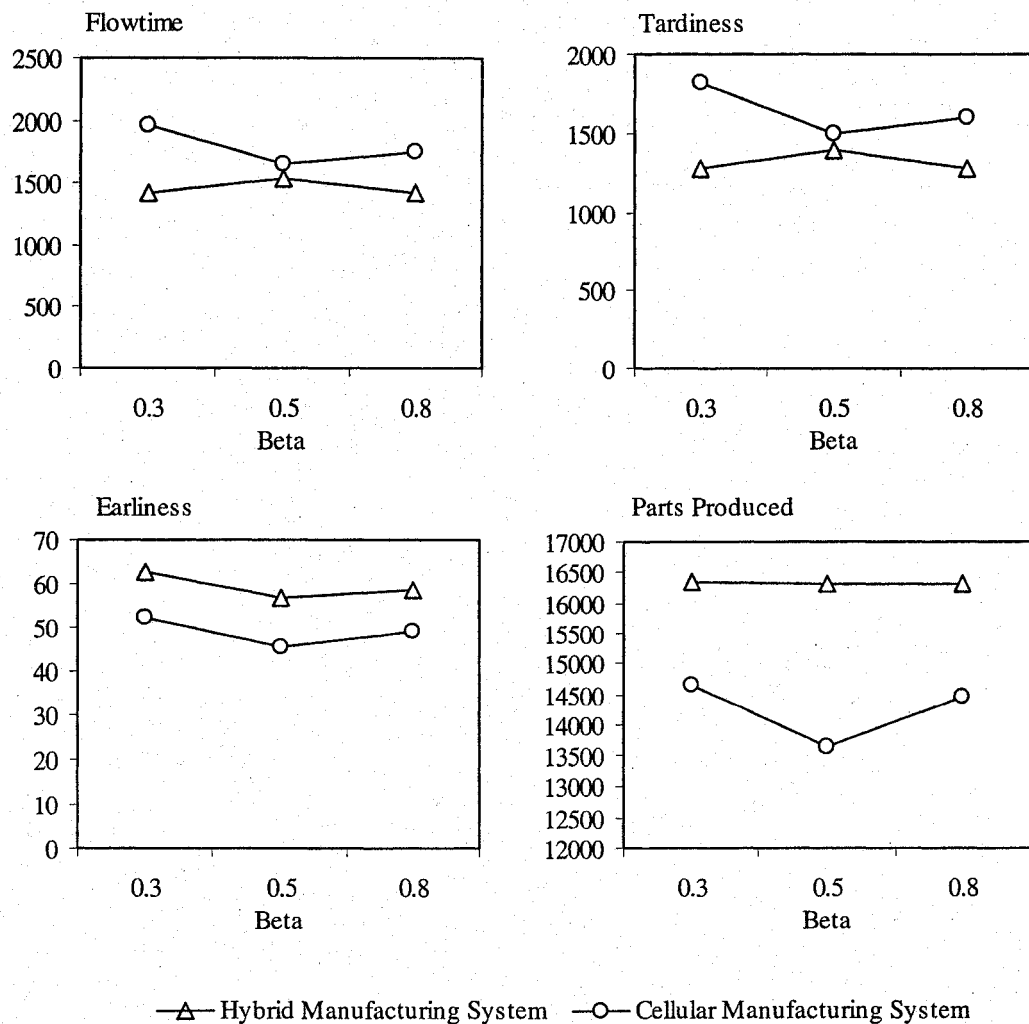 Flowtime
2500
2000
1500
1000
500
0
0.3 0.5 0.8
Beta
Tardiness
2000
1500
1000
500
0
0.3 0.5 0.8
Beta
Earliness
70
60
50
40
30
20
10
0
0.3 0.5 0.8
Beta
Parts Produced
17000
16500
16000
15500
15000
14500
14000
13500
13000
12500
12000
0.3 0.5 0.8
Beta
Hybrid Manufacturing System Cellular Manufacturing System